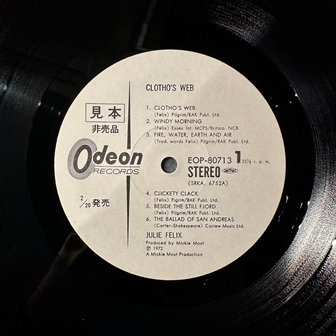 CLOTHO'S WEB
見本
非売品
1. CLOTHO'S WEB
(Felix) Pilgrim/RAK Publ. Ltd.
2. WINDY MORNING
(Felix) Essex Int. MCPS/Britico, NCB
3. FIRE, WATER, EARTH AND AIR
(Trad. words Felix) Pilgrim/RAK Publ. Ltd.
Odeon
RECORDS
EOP-80713
1
33⅓ r.p.m.
STEREO
(SRKA. 6752A)
2/20発売
4. CLICKETY CLACK
(Felix) Pilgrim/RAK Publ. Ltd.
5. BESIDE THE STILL FJORD
(Felix) Pilgrim/RAK Publ. Ltd.
6. THE BALLAD OF SAN ANDREAS
(Carter-Shakespeare) Carlew Music Ltd.
JULIE FELIX
Produced by Mickie Most
Ⓟ 1972
A Mickie Most Production